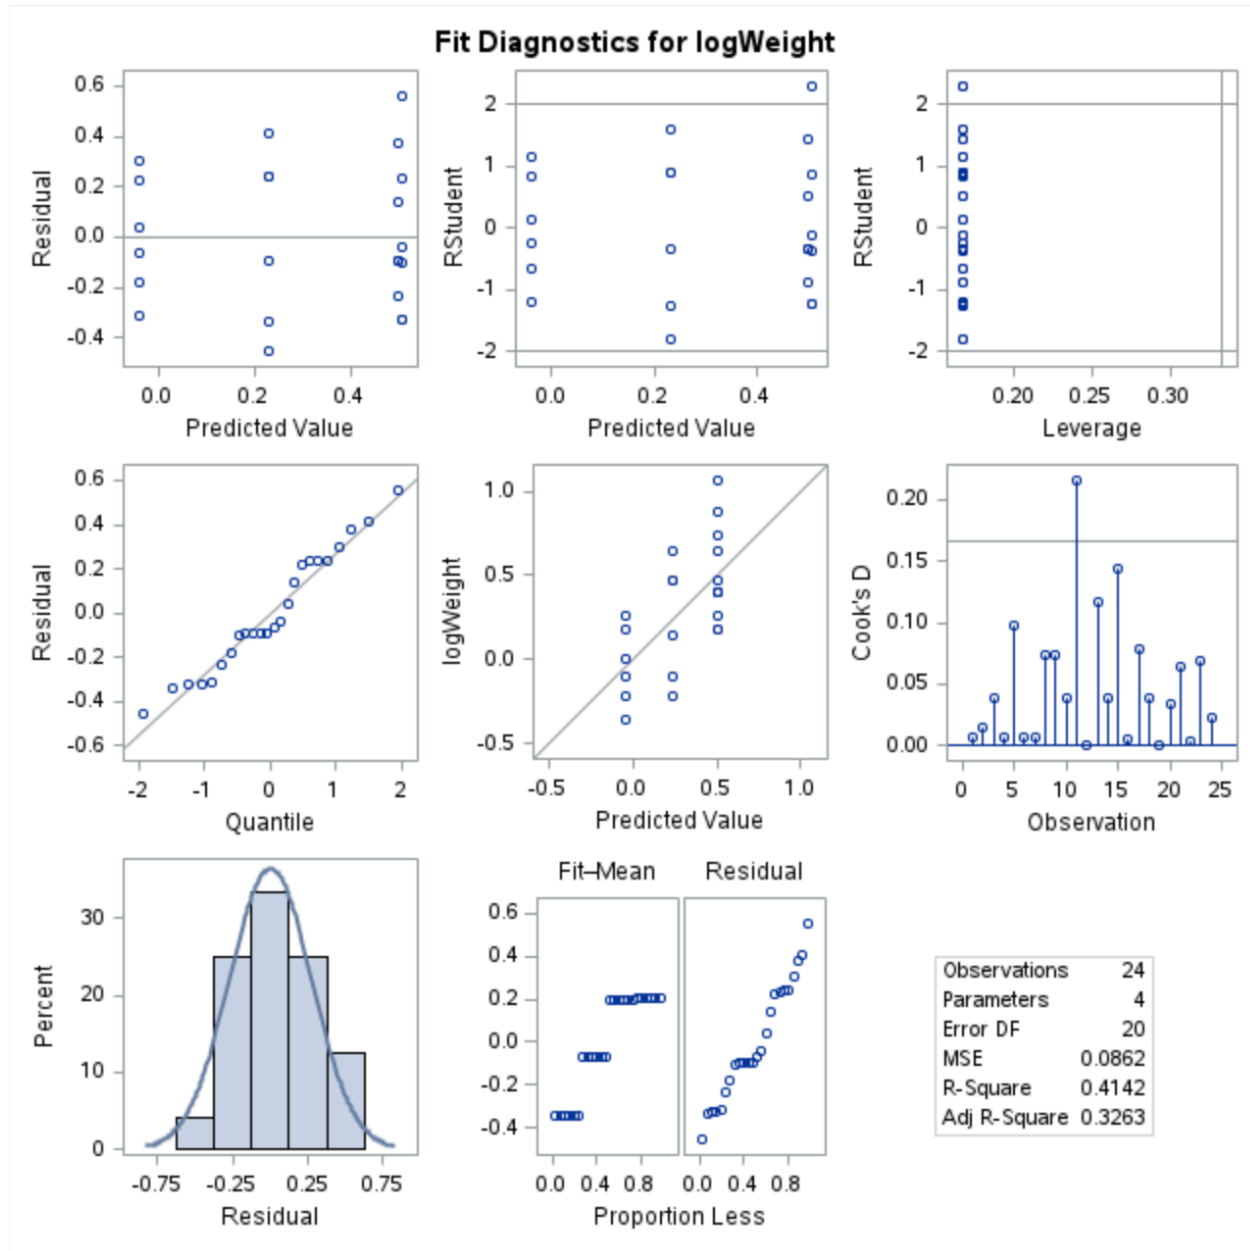 Fit Diagnostics for logWeight
0.6
0.4
0.2
0.0
-0.2
-0.4
Residual
0.0 0.2 0.4
Predicted Value
2
1
0
-1
-2
RStudent
0.0 0.2 0.4
Predicted Value
2
1
0
-1
-2
RStudent
0.20 0.25 0.30
Leverage
0.6
0.4
0.2
0.0
-0.2
-0.4
-0.6
Residual
-2 -1 0 1 2
Quantile
1.0
0.5
0.0
-0.5
logWeight
-0.5 0.0 0.5 1.0
Predicted Value
0.20
0.15
0.10
0.05
0.00
Cook's D
0 5 10 15 20 25
Observation
30
20
10
0
Percent
-0.75 -0.25 0.25 0.75
Residual
Fit–Mean Residual
0.6
0.4
0.2
0.0
-0.2
-0.4
0.0 0.4 0.8 0.0 0.4 0.8
Proportion Less
Observations 24
Parameters 4
Error DF 20
MSE 0.0862
R-Square 0.4142
Adj R-Square 0.3263